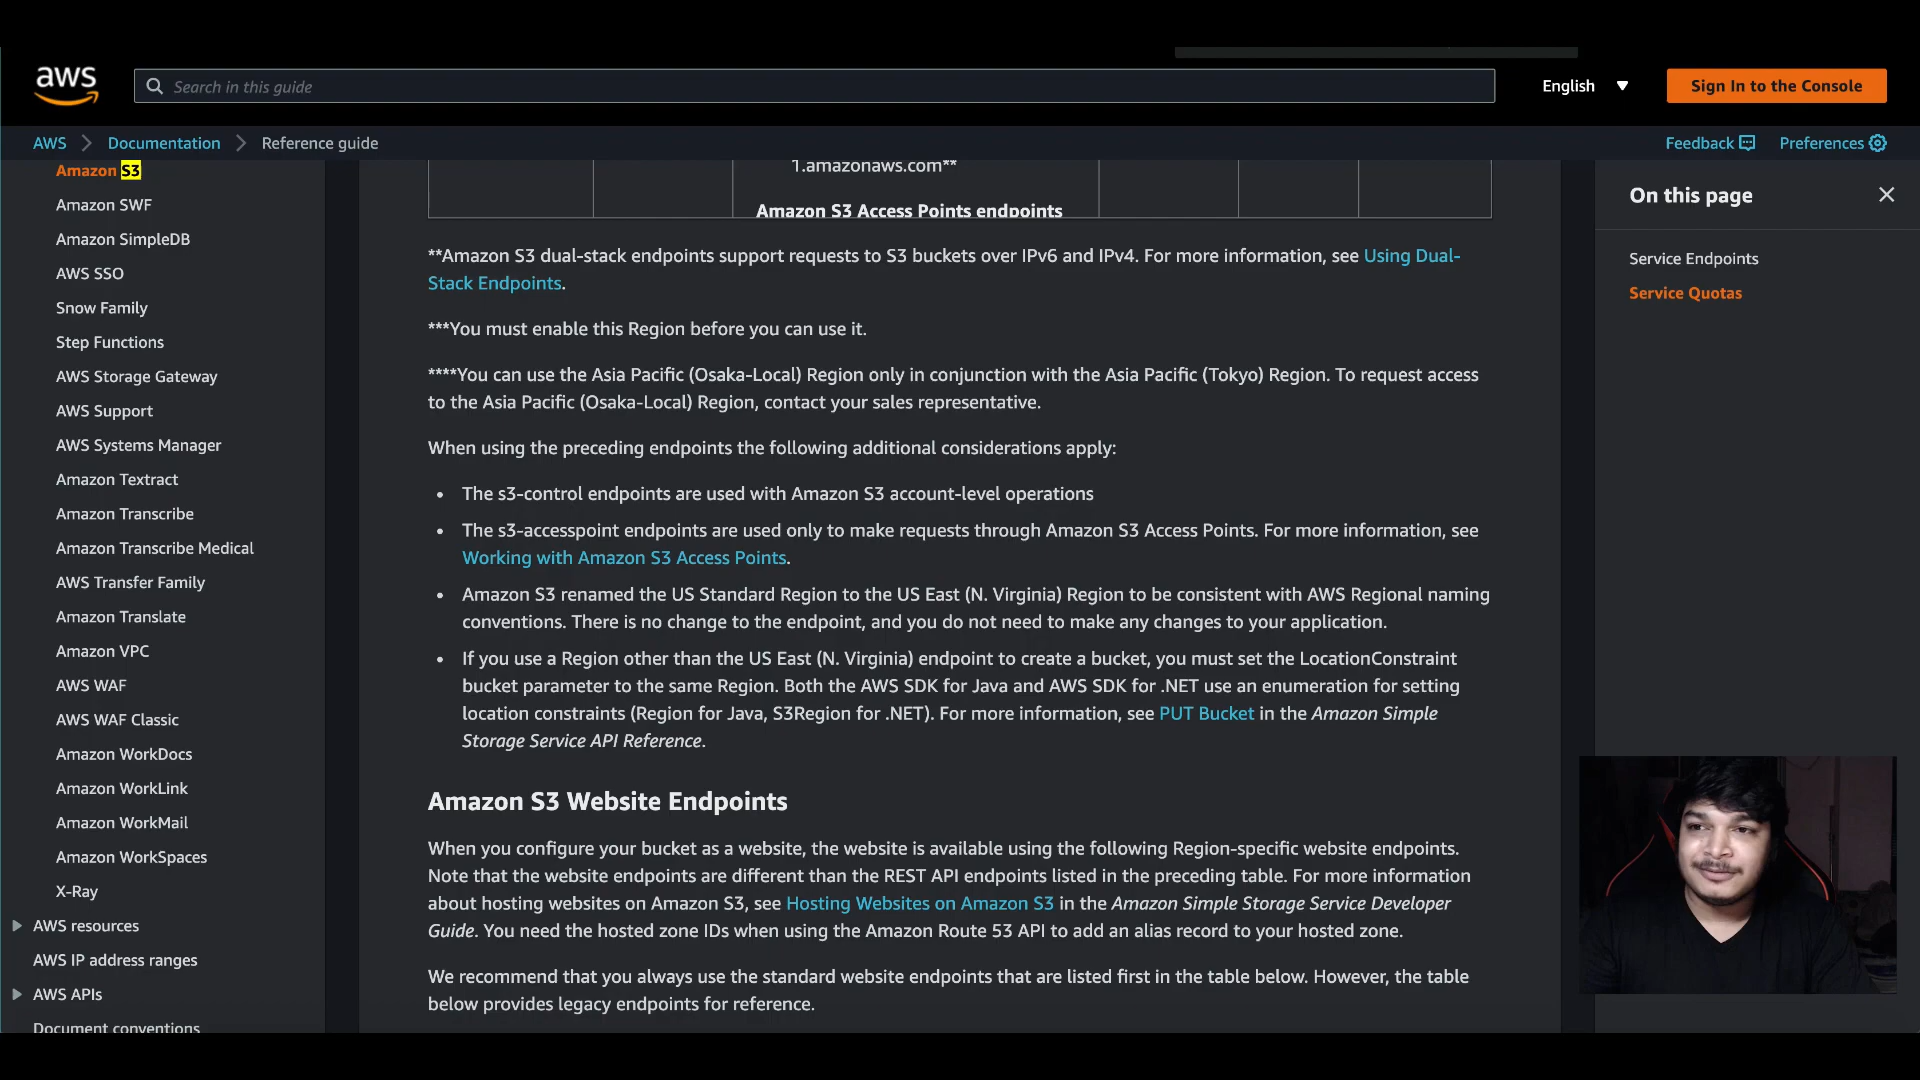 aws
Search in this guide
English
Sign In to the Console
AWS
Documentation
Reference guide
Feedback
Preferences
Amazon S3
Amazon SWF
Amazon SimpleDB
AWS SSO
Snow Family
Step Functions
AWS Storage Gateway
AWS Support
AWS Systems Manager
Amazon Textract
Amazon Transcribe
Amazon Transcribe Medical
AWS Transfer Family
Amazon Translate
Amazon VPC
AWS WAF
AWS WAF Classic
Amazon WorkDocs
Amazon WorkLink
Amazon WorkMail
Amazon WorkSpaces
X-Ray
AWS resources
AWS IP address ranges
AWS APIs
Document conventions
1.amazonaws.com**
Amazon S3 Access Points endpoints
**Amazon S3 dual-stack endpoints support requests to S3 buckets over IPv6 and IPv4. For more information, see Using Dual-
Stack Endpoints.
***You must enable this Region before you can use it.
****You can use the Asia Pacific (Osaka-Local) Region only in conjunction with the Asia Pacific (Tokyo) Region. To request access
to the Asia Pacific (Osaka-Local) Region, contact your sales representative.
When using the preceding endpoints the following additional considerations apply:
• The s3-control endpoints are used with Amazon S3 account-level operations
• The s3-accesspoint endpoints are used only to make requests through Amazon S3 Access Points. For more information, see
Working with Amazon S3 Access Points.
• Amazon S3 renamed the US Standard Region to the US East (N. Virginia) Region to be consistent with AWS Regional naming
conventions. There is no change to the endpoint, and you do not need to make any changes to your application.
• If you use a Region other than the US East (N. Virginia) endpoint to create a bucket, you must set the LocationConstraint
bucket parameter to the same Region. Both the AWS SDK for Java and AWS SDK for .NET use an enumeration for setting
location constraints (Region for Java, S3Region for .NET). For more information, see PUT Bucket in the Amazon Simple
Storage Service API Reference.
Amazon S3 Website Endpoints
When you configure your bucket as a website, the website is available using the following Region-specific website endpoints.
Note that the website endpoints are different than the REST API endpoints listed in the preceding table. For more information
about hosting websites on Amazon S3, see Hosting Websites on Amazon S3 in the Amazon Simple Storage Service Developer
Guide. You need the hosted zone IDs when using the Amazon Route 53 API to add an alias record to your hosted zone.
We recommend that you always use the standard website endpoints that are listed first in the table below. However, the table
below provides legacy endpoints for reference.
On this page
Service Endpoints
Service Quotas